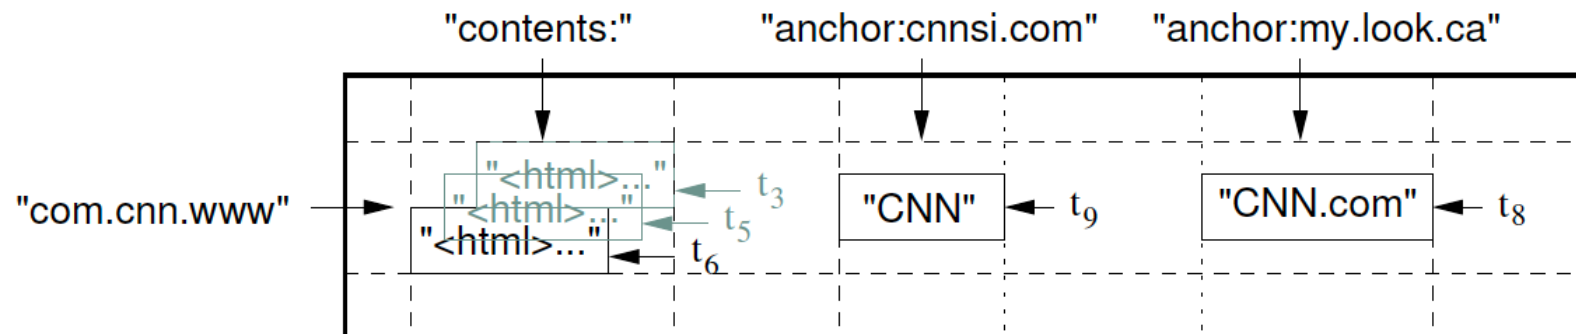 "contents:"
"anchor:cnnsi.com"
"anchor:my.look.ca"
"com.cnn.www"
"<html>..."
t3
"<html>..."
t5
"<html>..."
t6
"CNN"
t9
"CNN.com"
t8